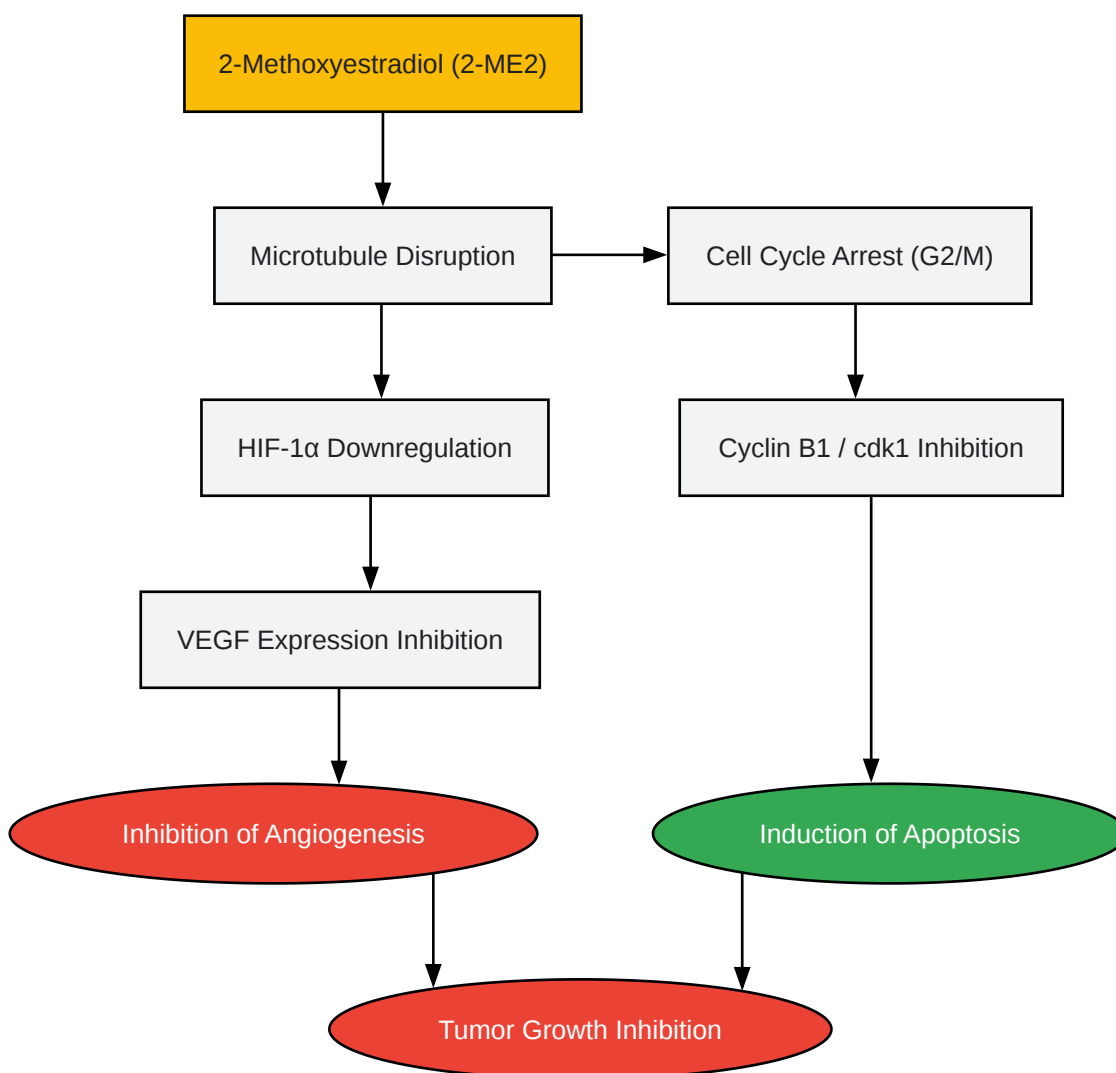 2-Methoxyestradiol (2-ME2)
Microtubule Disruption
Cell Cycle Arrest (G2/M)
HIF-1α Downregulation
Cyclin B1 / cdk1 Inhibition
VEGF Expression Inhibition
Inhibition of Angiogenesis
Induction of Apoptosis
Tumor Growth Inhibition